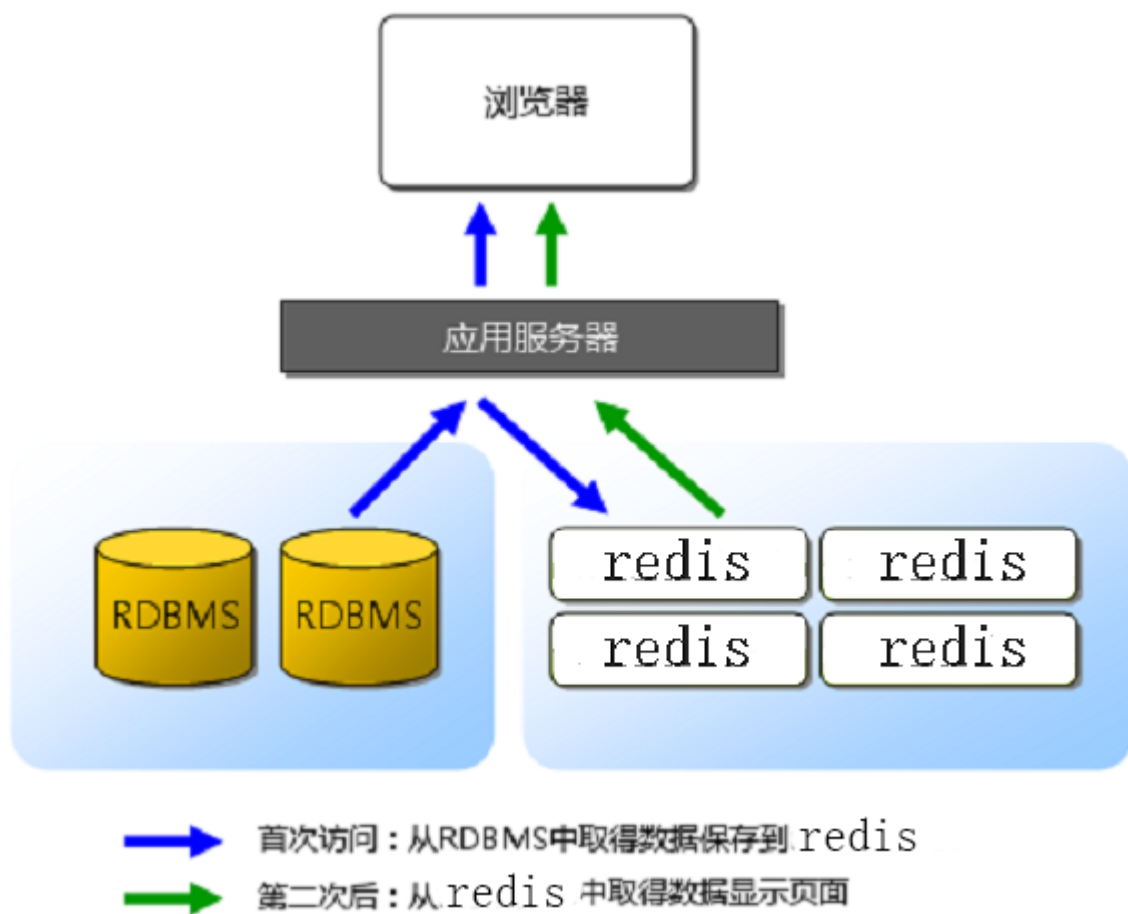 浏览器
应用服务器
RDBMS RDBMS
redis redis
redis redis
首次访问：从RDBMS中取得数据保存到redis
第二次后：从redis中取得数据显示页面